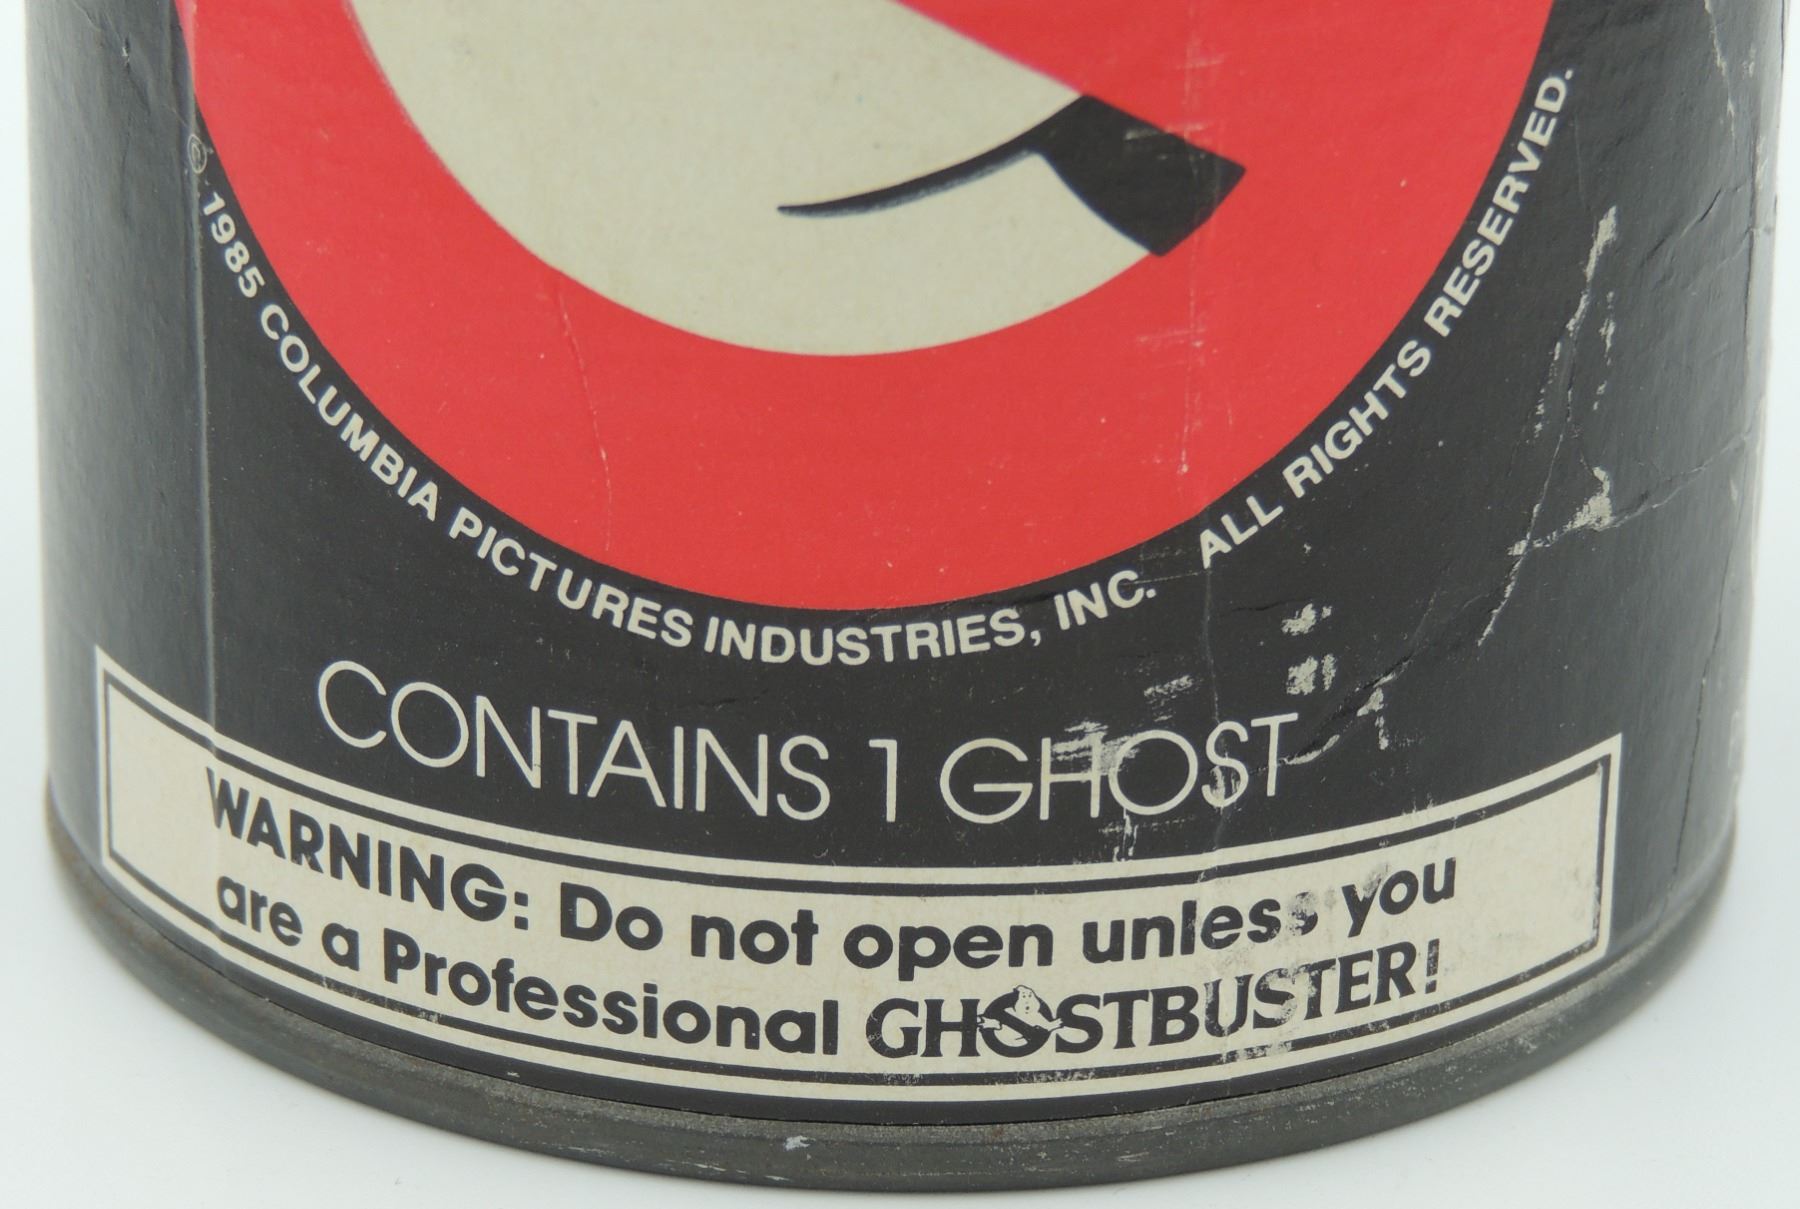 © 1985 COLUMBIA PICTURES INDUSTRIES, INC. ALL RIGHTS RESERVED.
CONTAINS 1 GHOST
WARNING: Do not open unless you
are a Professional GHOSTBUSTER!